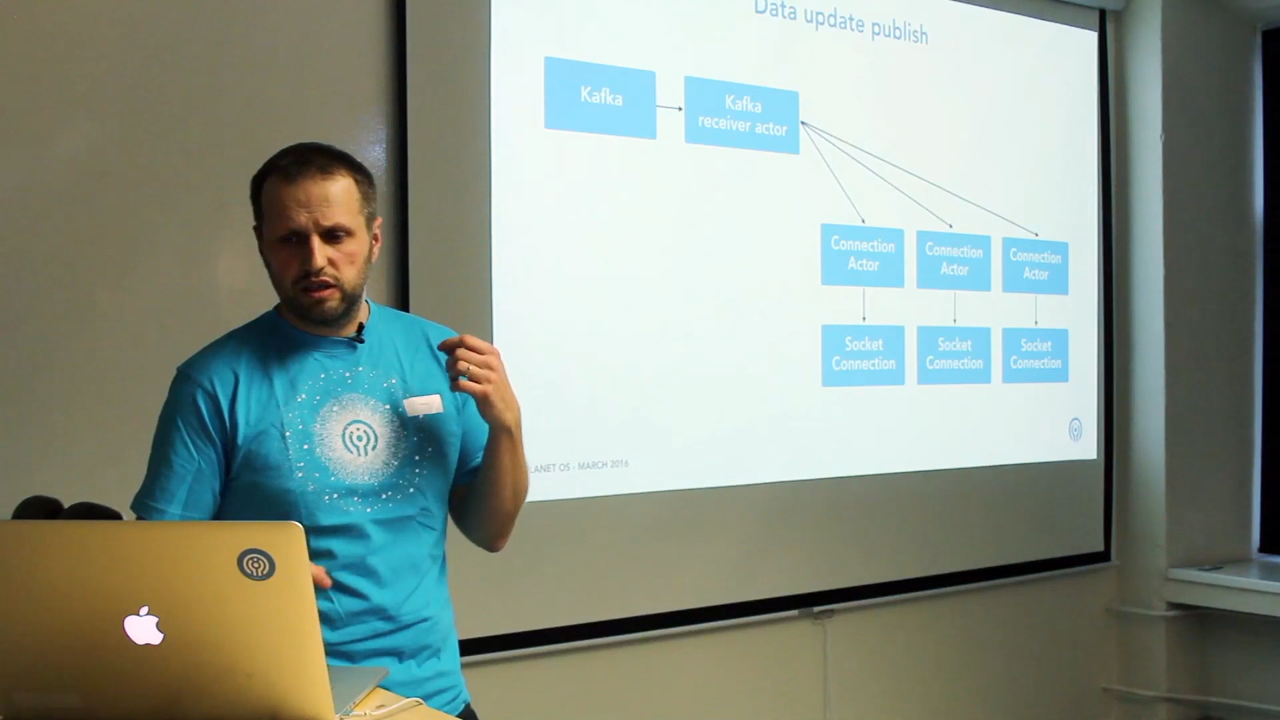 Data update publish
Kafka
Kafka
receiver actor
Connection
Actor
Connection
Actor
Connection
Actor
Socket
Connection
Socket
Connection
Socket
Connection
LANET OS - MARCH 2016